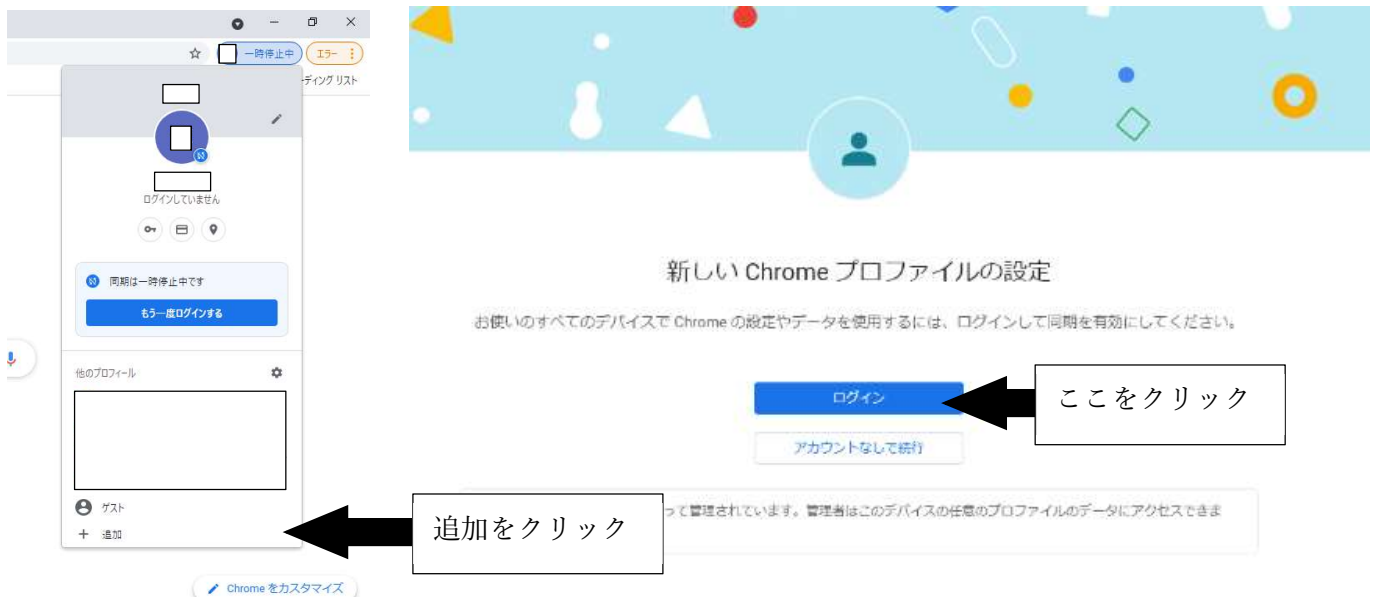 一時停止中
エラー
ーディング リスト
ログインしていません
同期は一時停止中です
もう一度ログインする
他のプロフィール
ゲスト
追加
Chrome をカスタマイズ
追加をクリック
新しい Chrome プロファイルの設定
お使いのすべてのデバイスで Chrome の設定やデータを使用するには、ログインして同期を有効にしてください。
ログイン
ここをクリック
アカウントなしで続行
って管理されています。管理者はこのデバイスの任意のプロファイルのデータにアクセスできま